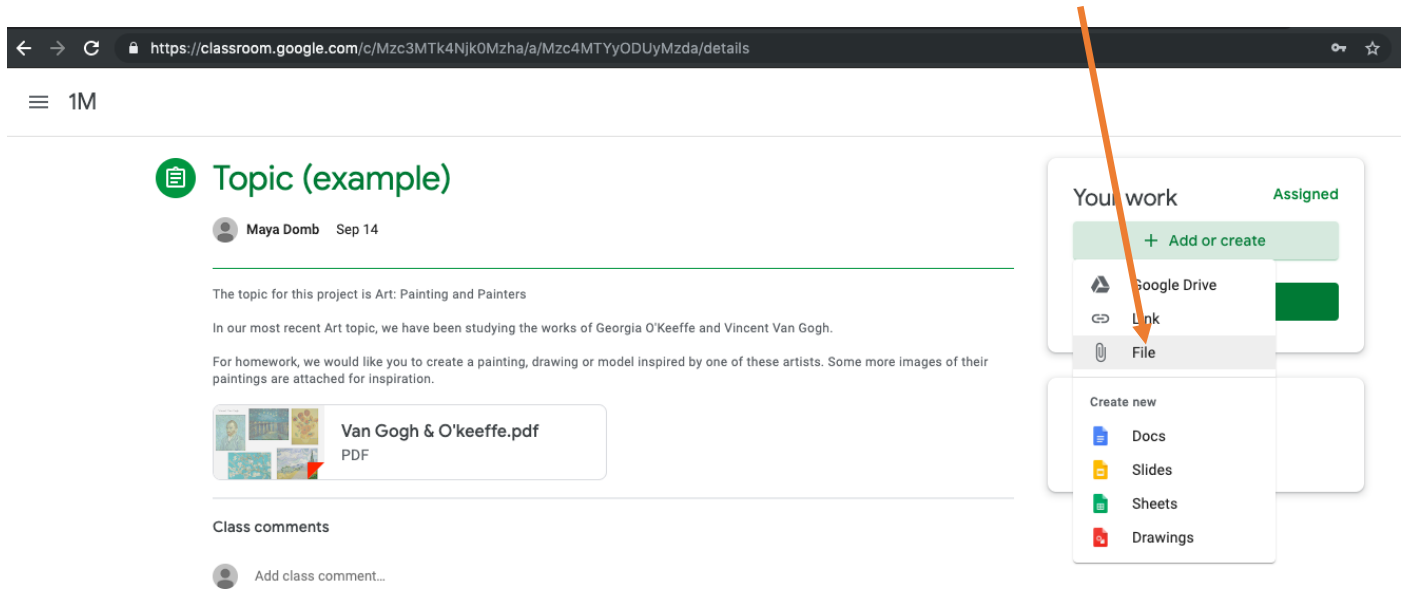 https://classroom.google.com/c/Mzc3MTk4Njk0Mzha/a/Mzc4MTYyODUyMzda/details
1M
Topic (example)
Maya Domb Sep 14
The topic for this project is Art: Painting and Painters
In our most recent Art topic, we have been studying the works of Georgia O'Keeffe and Vincent Van Gogh.
For homework, we would like you to create a painting, drawing or model inspired by one of these artists. Some more images of their
paintings are attached for inspiration.
Van Gogh & O'keeffe.pdf
PDF
Class comments
Add class comment...
Your work Assigned
+ Add or create
Google Drive
Link
File
Create new
Docs
Slides
Sheets
Drawings